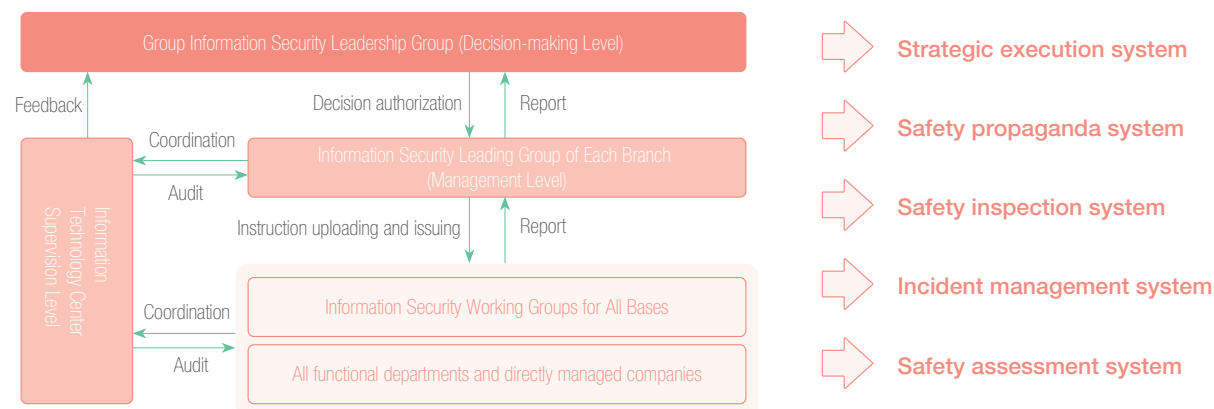 Group Information Security Leadership Group (Decision-making Level)
Feedback
Decision authorization
Report
Coordination
Audit
Information Security Leading Group of Each Branch
(Management Level)
Information
Technology Center
Supervision Level
Instruction uploading and issuing
Report
Coordination
Audit
Information Security Working Groups for All Bases
All functional departments and directly managed companies
Strategic execution system
Safety propaganda system
Safety inspection system
Incident management system
Safety assessment system